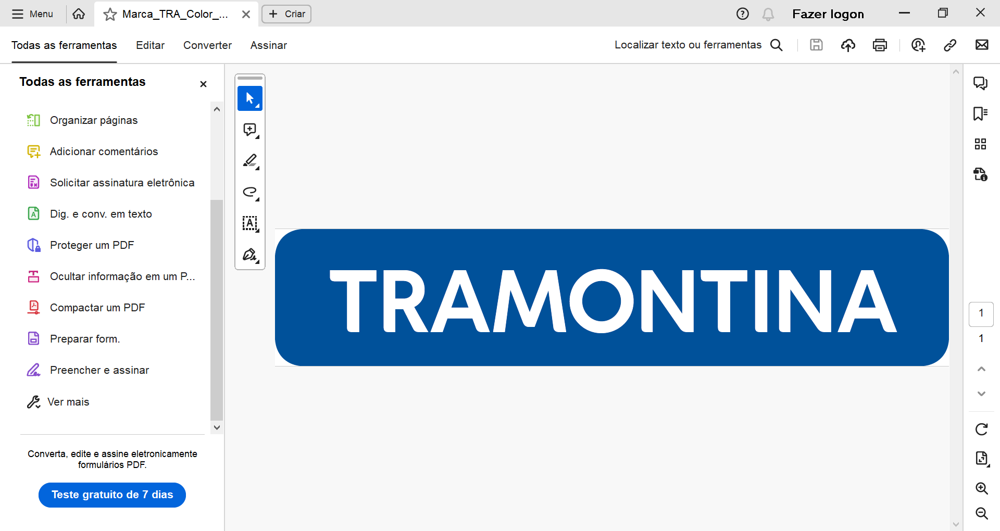 Menu
Marca_TRA_Color_...
Criar
Fazer logon
Todas as ferramentas
Editar
Converter
Assinar
Localizar texto ou ferramentas
Todas as ferramentas
Organizar páginas
Adicionar comentários
Solicitar assinatura eletrônica
Dig. e conv. em texto
Proteger um PDF
Ocultar informação em um P...
Compactar um PDF
Preparar form.
Preencher e assinar
Ver mais
Converta, edite e assine eletronicamente
formulários PDF.
Teste gratuito de 7 dias
TRAMONTINA
1
1